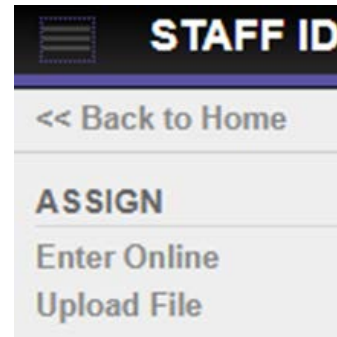 STAFF ID
<< Back to Home
ASSIGN
Enter Online
Upload File